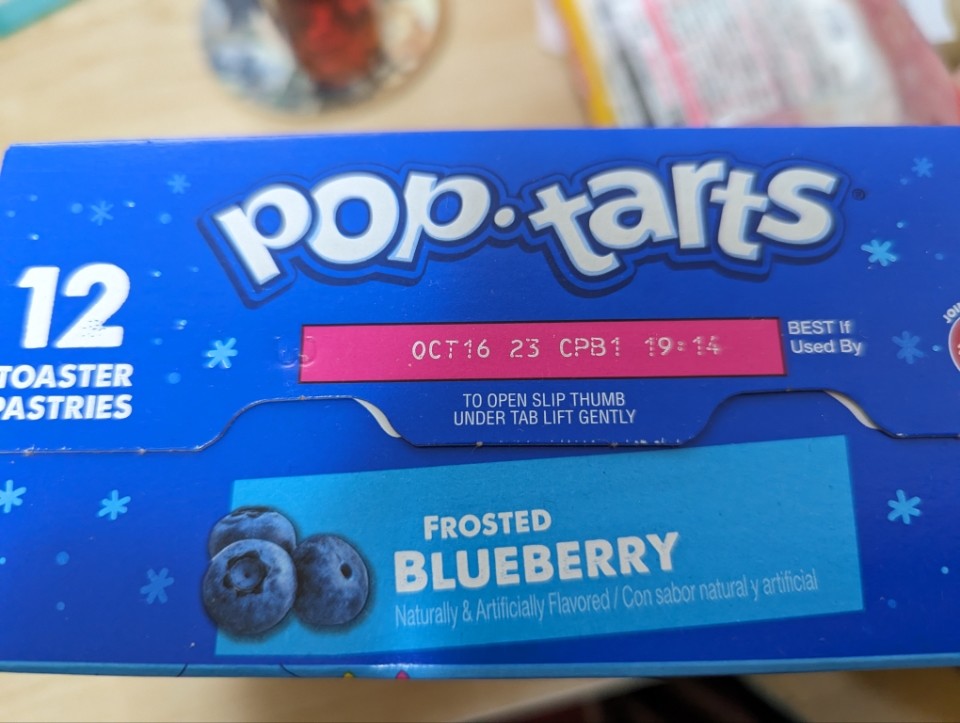 pop·tarts®
12
TOASTER
PASTRIES
OCT16 23 CPB1 19:14
BEST If
Used By
TO OPEN SLIP THUMB
UNDER TAB LIFT GENTLY
FROSTED
BLUEBERRY
Naturally & Artificially Flavored / Con sabor natural y artificial